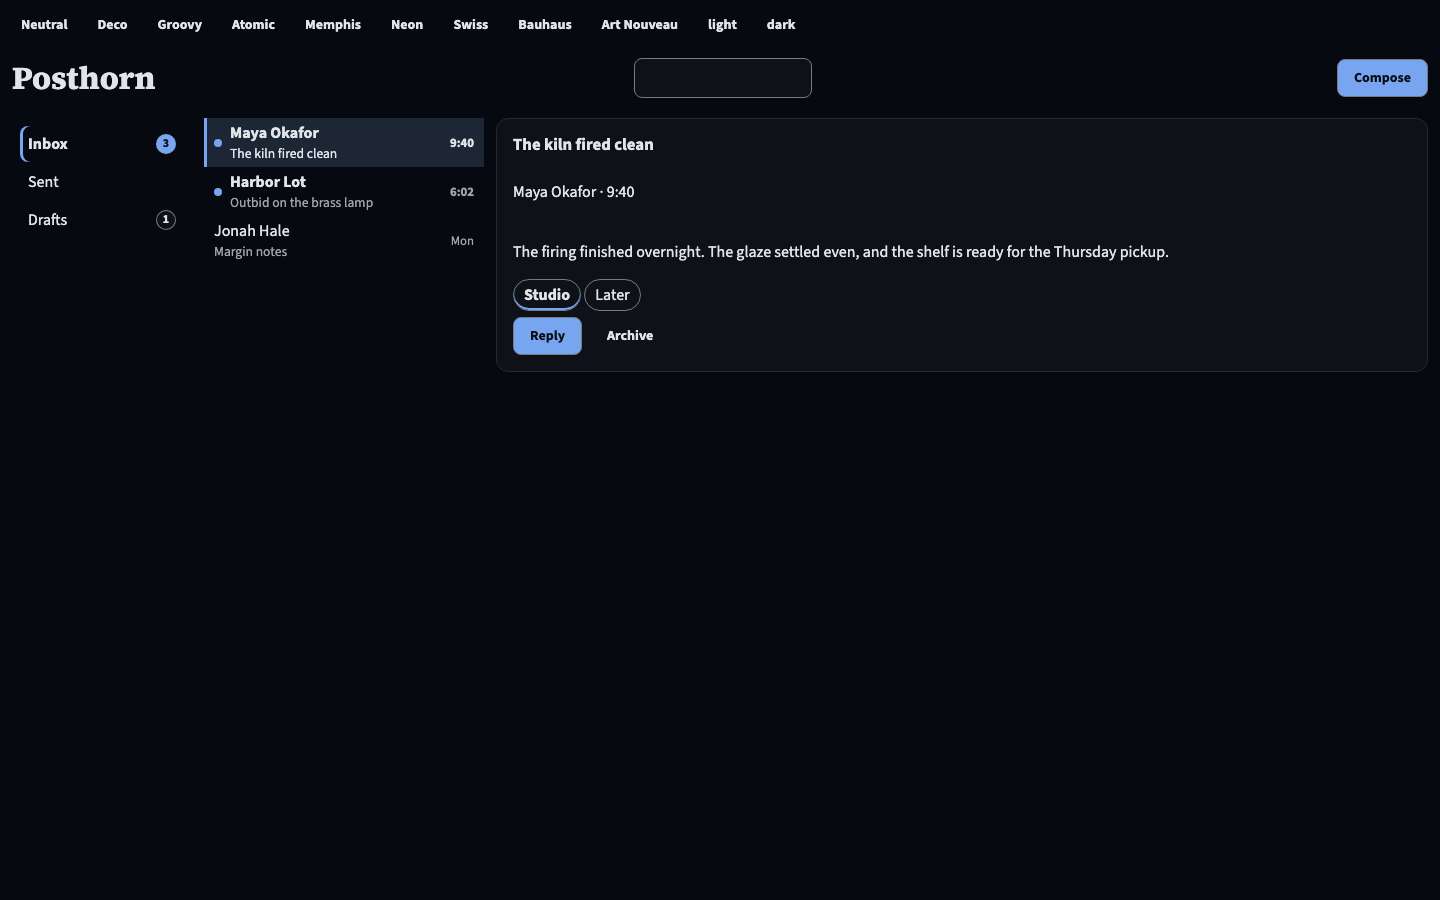 Neutral Deco Groovy Atomic Memphis Neon Swiss Bauhaus Art Nouveau light dark
Posthorn
Compose
Inbox 3
Sent
Drafts 1
Maya Okafor
The kiln fired clean
9:40
Harbor Lot
Outbid on the brass lamp
6:02
Jonah Hale
Margin notes
Mon
The kiln fired clean
Maya Okafor · 9:40
The firing finished overnight. The glaze settled even, and the shelf is ready for the Thursday pickup.
Studio Later
Reply Archive